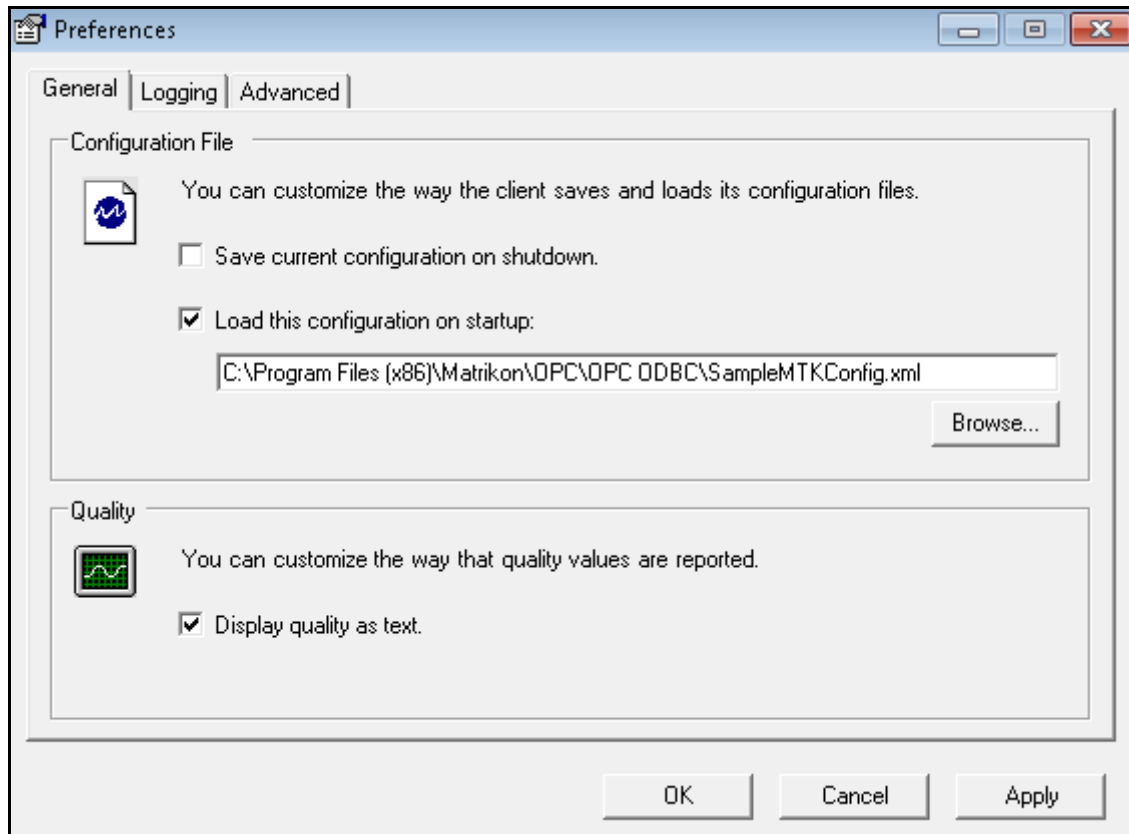 Preferences
General
Logging
Advanced
Configuration File
You can customize the way the client saves and loads its configuration files.
Save current configuration on shutdown.
Load this configuration on startup:
C:\Program Files (x86)\Matrikon\OPC\OPC ODBC\SampleMTKConfig.xml
Browse...
Quality
You can customize the way that quality values are reported.
Display quality as text.
OK
Cancel
Apply